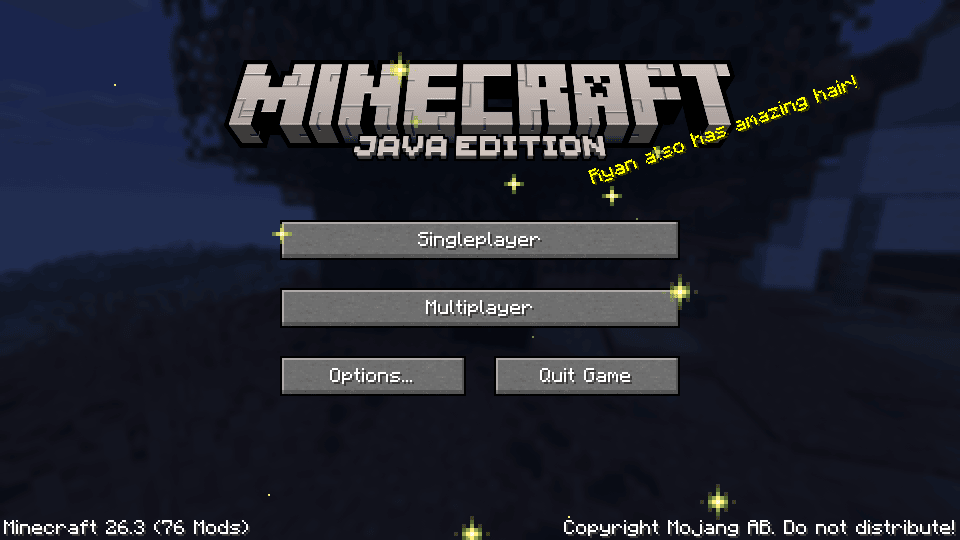 MINECRAFT
JAVA EDITION
Ryan also has amazing hair!
Singleplayer
Multiplayer
Options...
Quit Game
Minecraft 26.3 (76 Mods)
Copyright Mojang AB. Do not distribute!